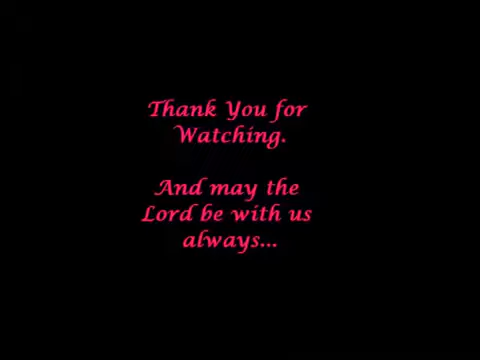 Thank You for
Watching.
And may the
Lord be with us
always...